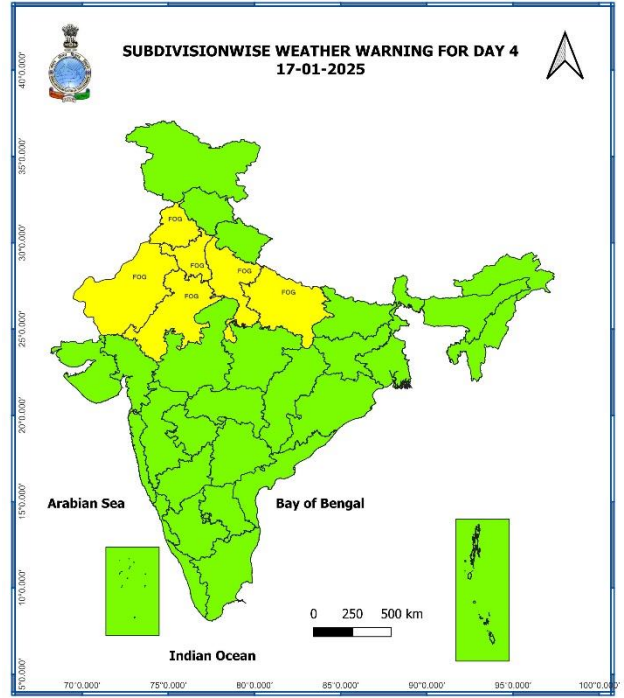 SUBDIVISIONWISE WEATHER WARNING FOR DAY 4
17-01-2025
40°0.000'
35°0.000'
30°0.000'
25°0.000'
20°0.000'
15°0.000'
10°0.000'
5°0.000'
FOG
FOG
FOG
FOG
FOG
FOG
Arabian Sea
Bay of Bengal
0 250 500 km
Indian Ocean
70°0.000' 75°0.000' 80°0.000' 85°0.000' 90°0.000' 95°0.000' 100°0.000'